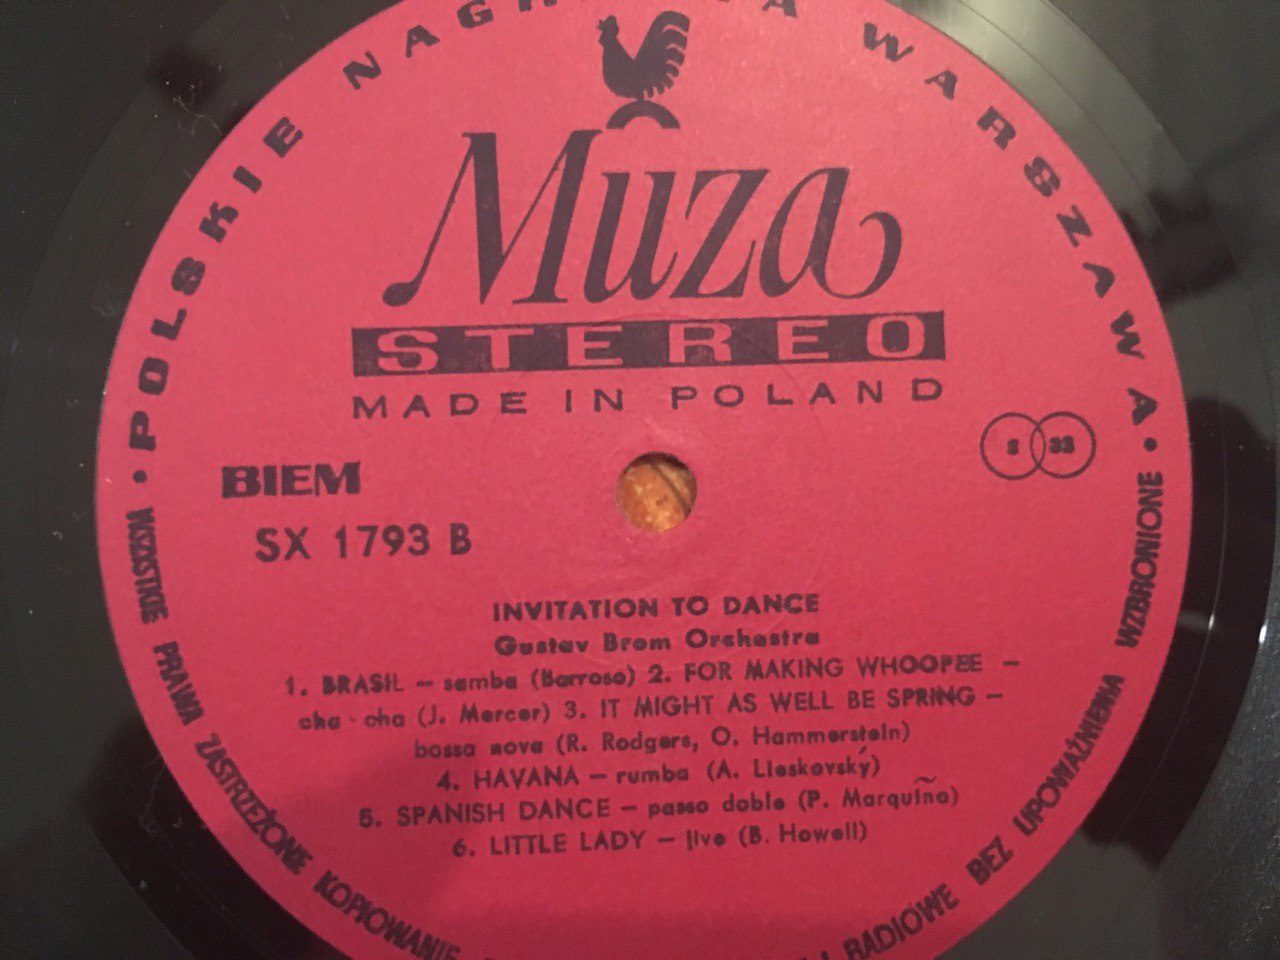 POLSKIE NAGRANIA WARSZAWA
Muza
STEREO
MADE IN POLAND
BIEM
SX 1793 B
S 33
INVITATION TO DANCE
Gustav Brom Orchestra
1. BRASIL – samba (Barroso) 2. FOR MAKING WHOOPEE –
cha-cha (J. Mercer) 3. IT MIGHT AS WELL BE SPRING –
bossa nova (R. Rodgers, O. Hammerstein)
4. HAVANA – rumba (A. Lieskovský)
5. SPANISH DANCE – passo doble (P. Marquiño)
6. LITTLE LADY – jive (B. Howell)
WSZYSTKIE PRAWA ZASTRZEŻONE KOPIOWANIE
I RADIOWE BEZ UPOWAŻNIENIA WZBRONIONE